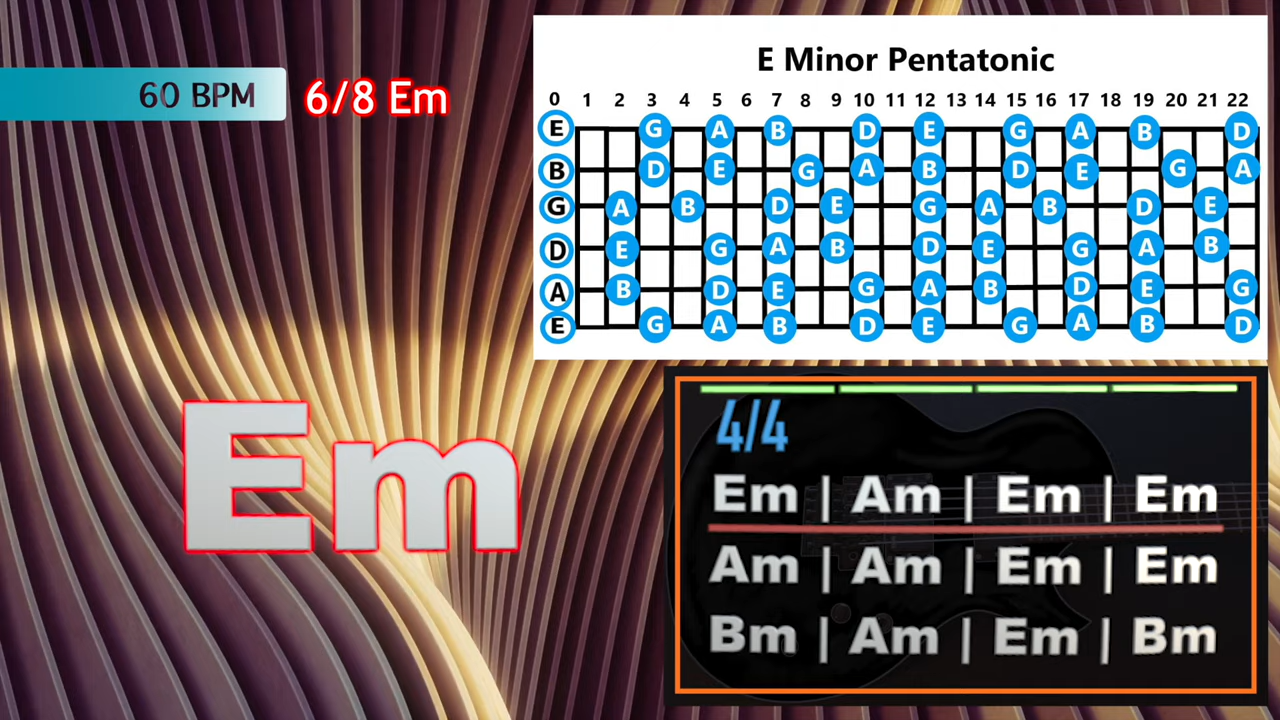 60 BPM
6/8 Em
E Minor Pentatonic
0 1 2 3 4 5 6 7 8 9 10 11 12 13 14 15 16 17 18 19 20 21 22
E G A B D E G A B D
B D E G A B D E G A
G A B D E G A B D E
D E G A B D E G A B
A B D E G A B D E G
E G A B D E G A B D
Em
4/4
Em | Am | Em | Em
Am | Am | Em | Em
Bm | Am | Em | Bm